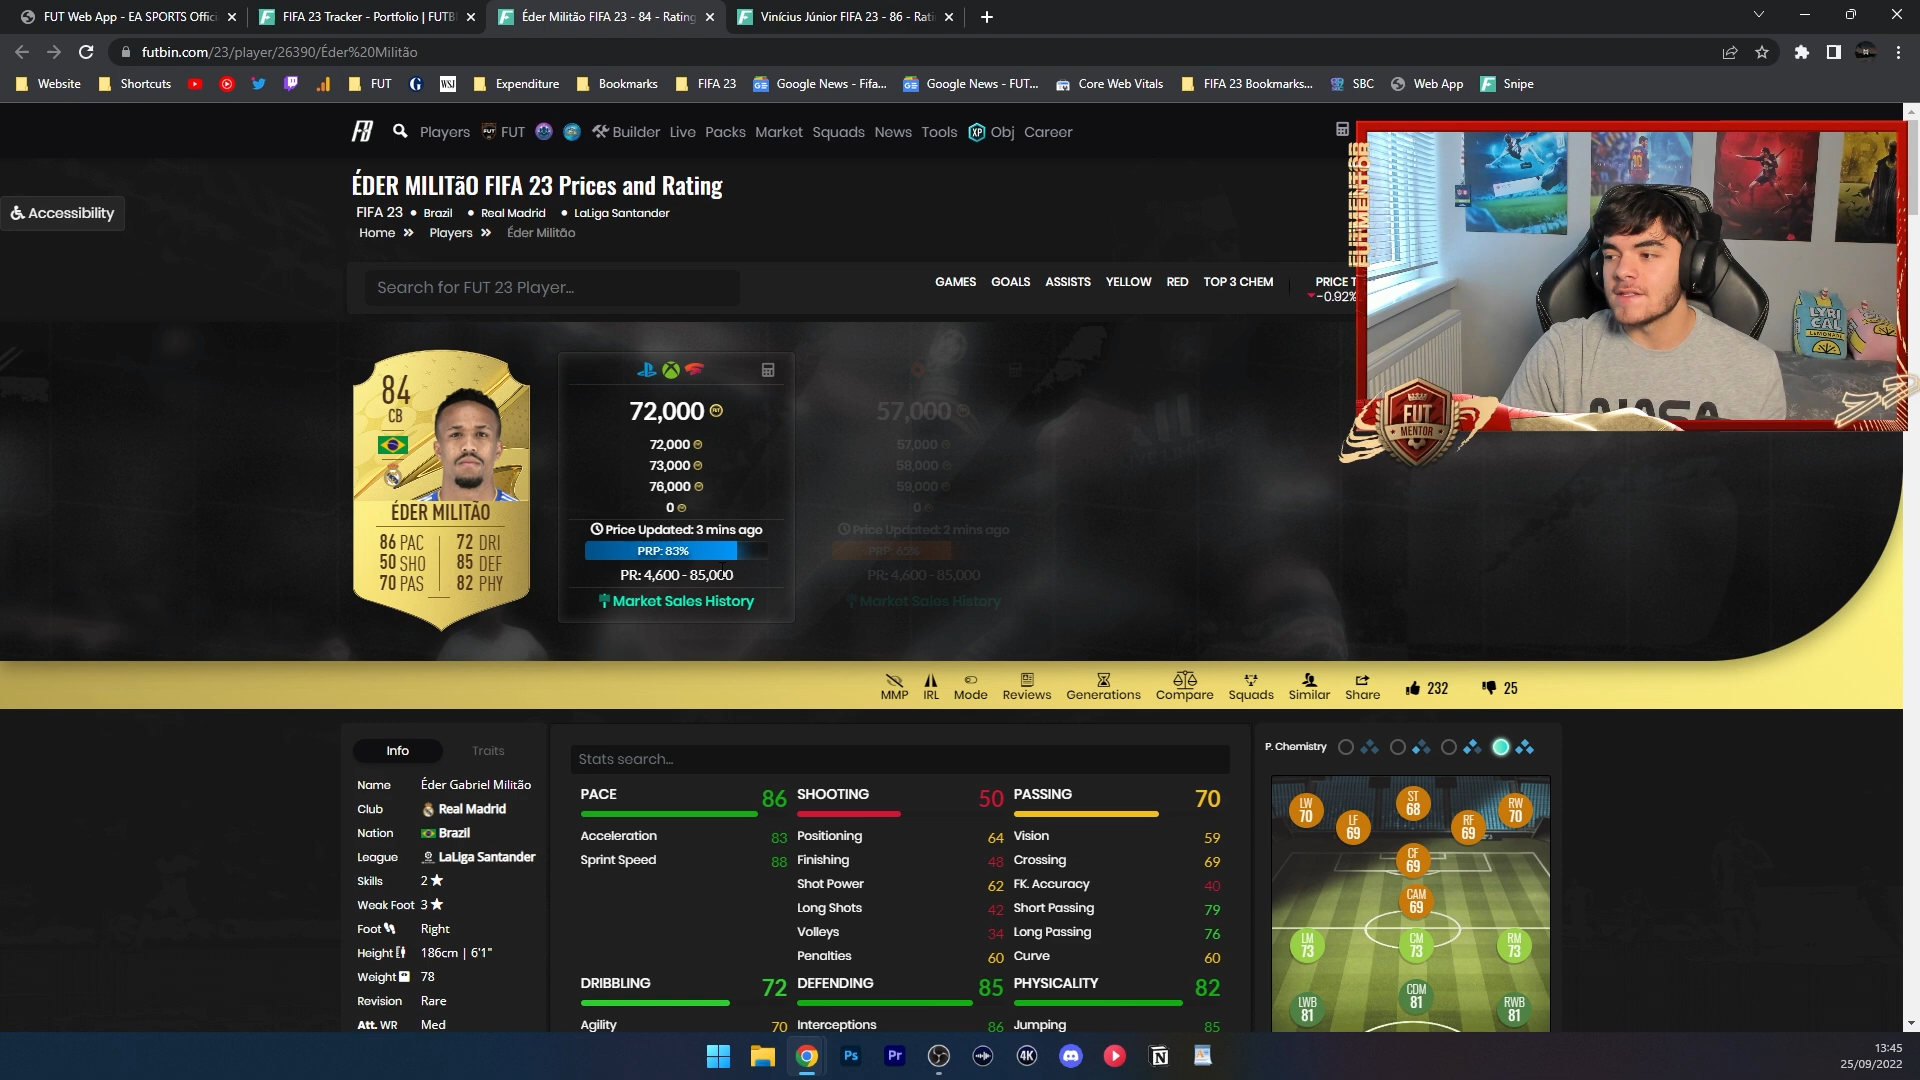 FUT Web App - EA SPORTS Offici
FIFA 23 Tracker - Portfolio | FUTB
Éder Militão FIFA 23 - 84 - Rating
Vinícius Júnior FIFA 23 - 86 - Rati
futbin.com/23/player/26390/Éder%20Militão
Website
Shortcuts
FUT
G
WSJ
Expenditure
Bookmarks
FIFA 23
Google News - Fifa...
Google News - FUT...
Core Web Vitals
FIFA 23 Bookmarks...
SBC
Web App
Snipe
Players
FUT
Builder
Live
Packs
Market
Squads
News
Tools
XP
Obj
Career
ÉDER MILITãO FIFA 23 Prices and Rating
FIFA 23 • Brazil • Real Madrid • LaLiga Santander
Home » Players » Éder Militão
Accessibility
Search for FUT 23 Player...
GAMES GOALS ASSISTS YELLOW RED TOP 3 CHEM
PRICE T
-0.92%
84
CB
ÉDER MILITÃO
86 PAC 72 DRI
50 SHO 85 DEF
70 PAS 82 PHY
72,000
72,000
73,000
76,000
0
Price Updated: 3 mins ago
PRP: 83%
PR: 4,600 - 85,000
Market Sales History
57,000
57,000
58,000
59,000
0
Price Updated: 2 mins ago
PRP: 65%
PR: 4,600 - 85,000
Market Sales History
FUTMENTOR
LYRICAL
LEMONADE
NASA
FUT
MENTOR
MMP
IRL
Mode
Reviews
Generations
Compare
Squads
Similar
Share
232
25
Info
Traits
Name Éder Gabriel Militão
Club Real Madrid
Nation Brazil
League LaLiga Santander
Skills 2
Weak Foot 3
Foot Right
Height 186cm | 6'1"
Weight 78
Revision Rare
Att. WR Med
Stats search...
PACE 86
Acceleration 83
Sprint Speed 88
SHOOTING 50
Positioning 64
Finishing 48
Shot Power 62
Long Shots 42
Volleys 34
Penalties 60
PASSING 70
Vision 59
Crossing 69
FK. Accuracy 40
Short Passing 79
Long Passing 76
Curve 60
DRIBBLING 72
Agility 70
DEFENDING 85
Interceptions 86
PHYSICALITY 82
Jumping 85
P. Chemistry
LW
70
LF
69
ST
68
RF
69
RW
70
CF
69
CAM
69
LM
73
CM
73
RM
73
LWB
81
CDM
81
RWB
81
Ps
Pr
4K
13:45
25/09/2022